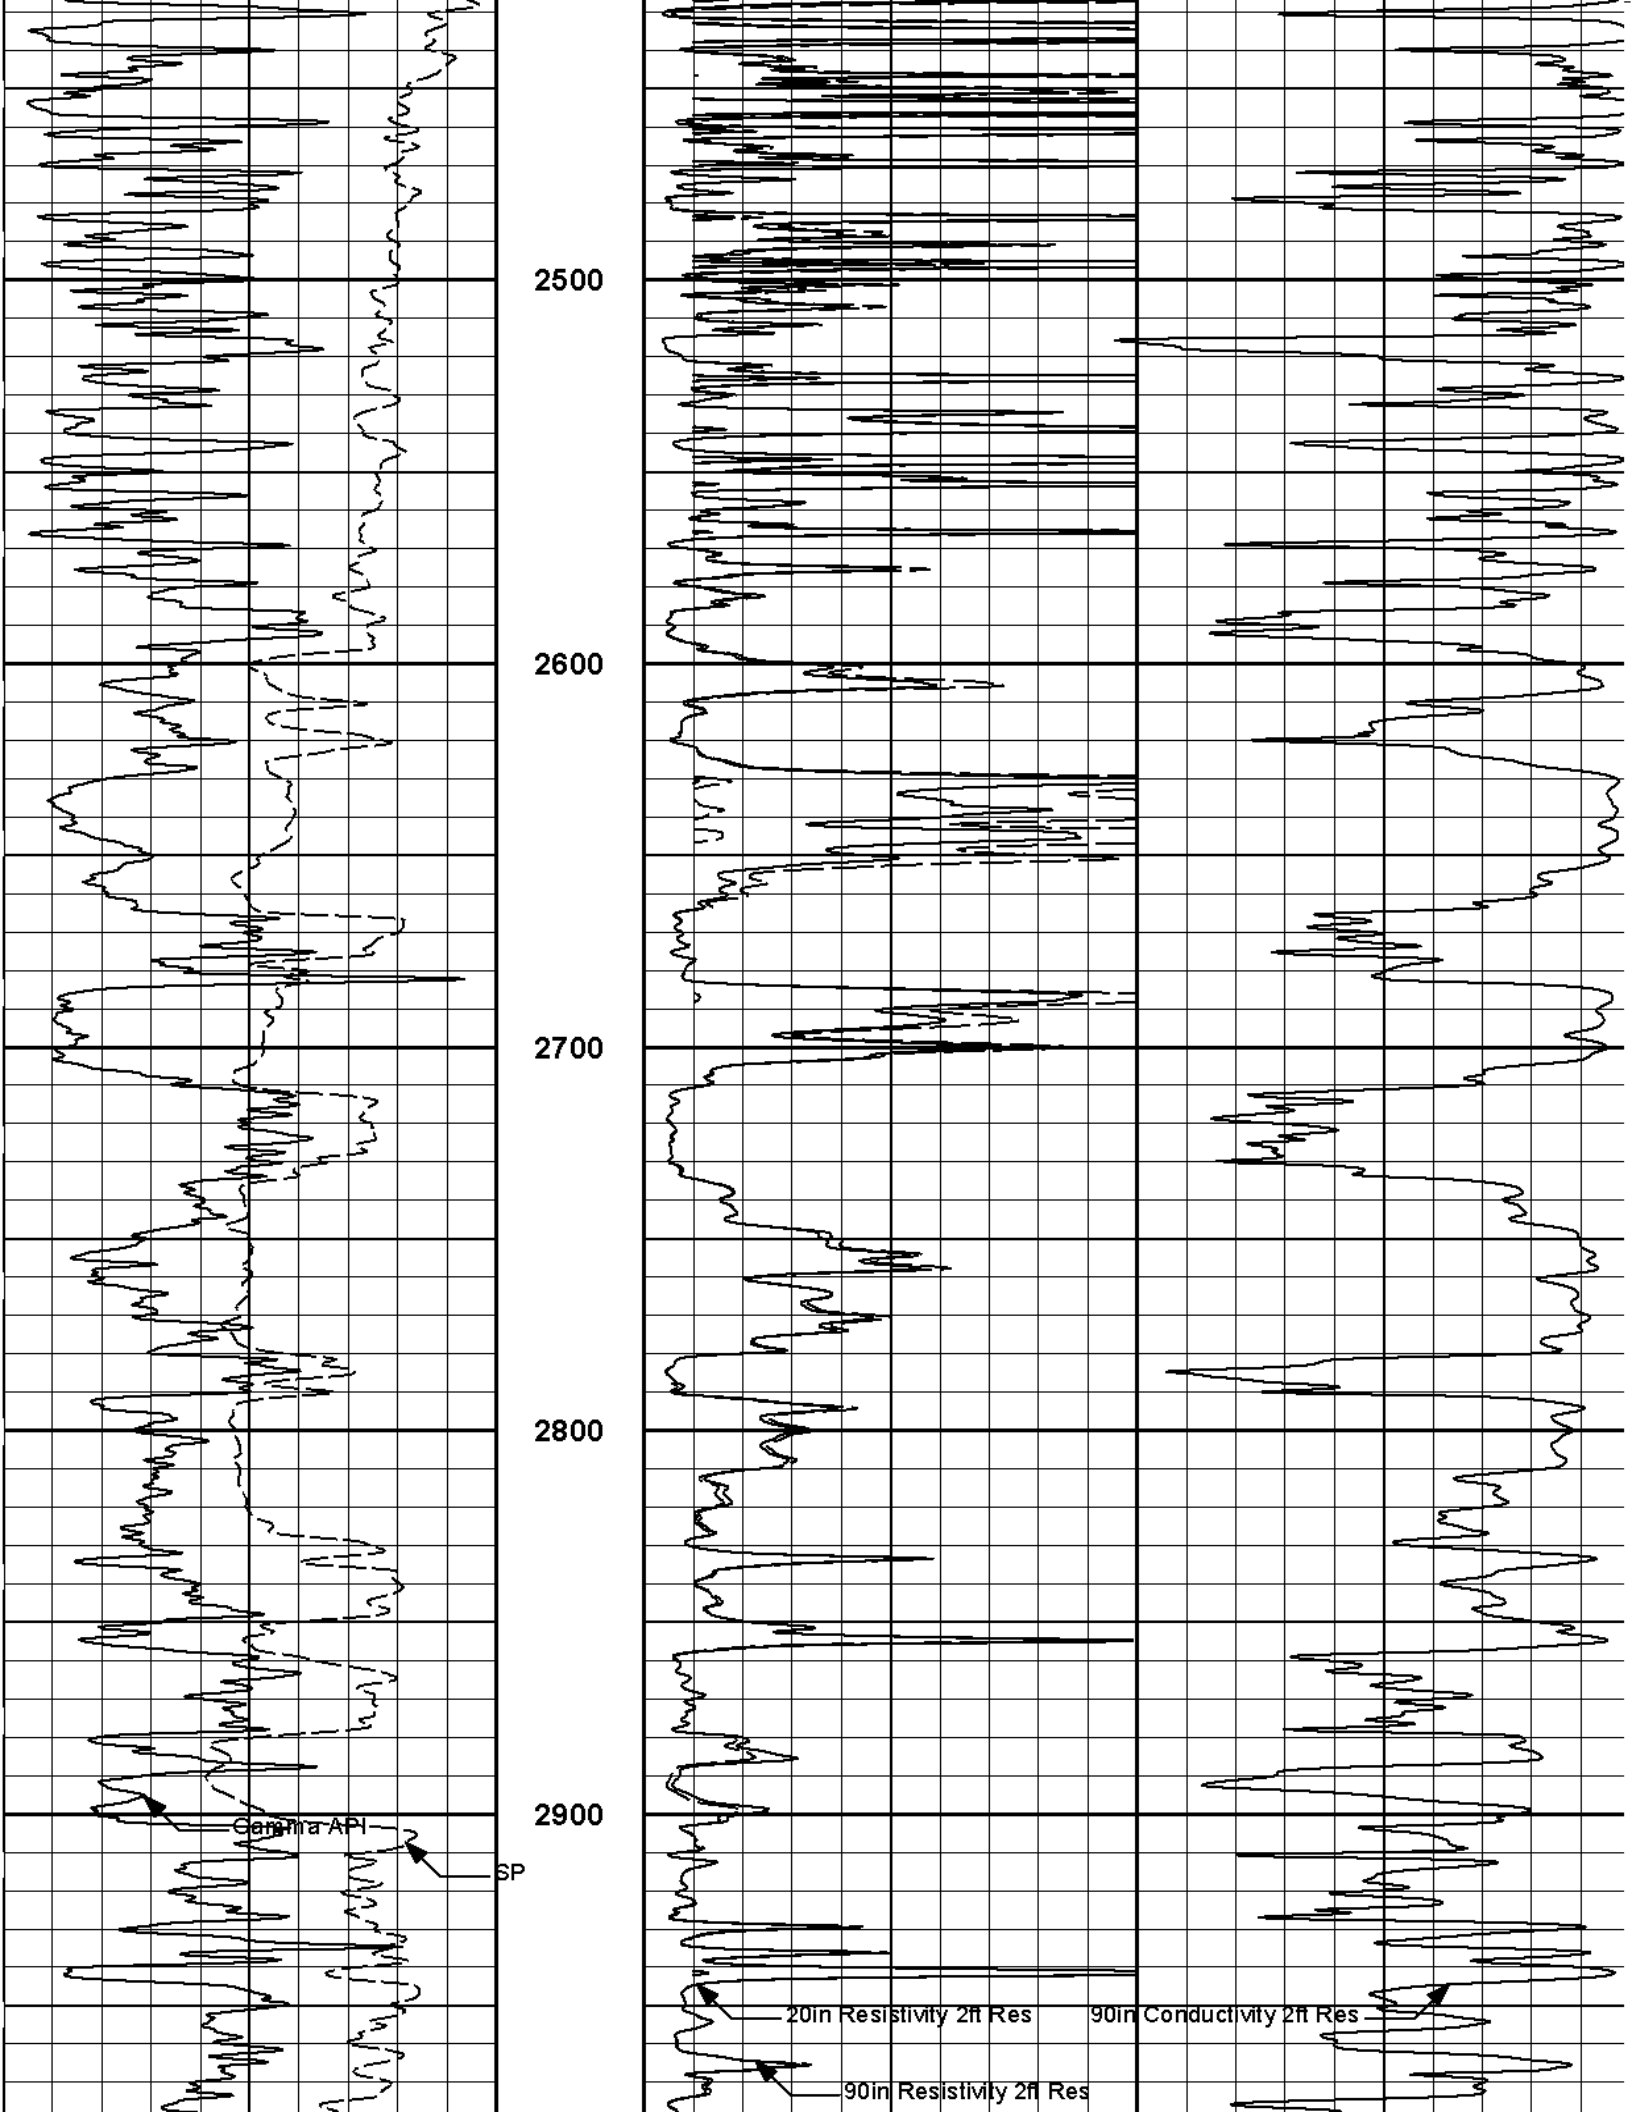 2500
2600
2700
2800
2900
Gamma API
SP
20in Resistivity 2ft Res
90in Conductivity 2ft Res
90in Resistivity 2ft Res